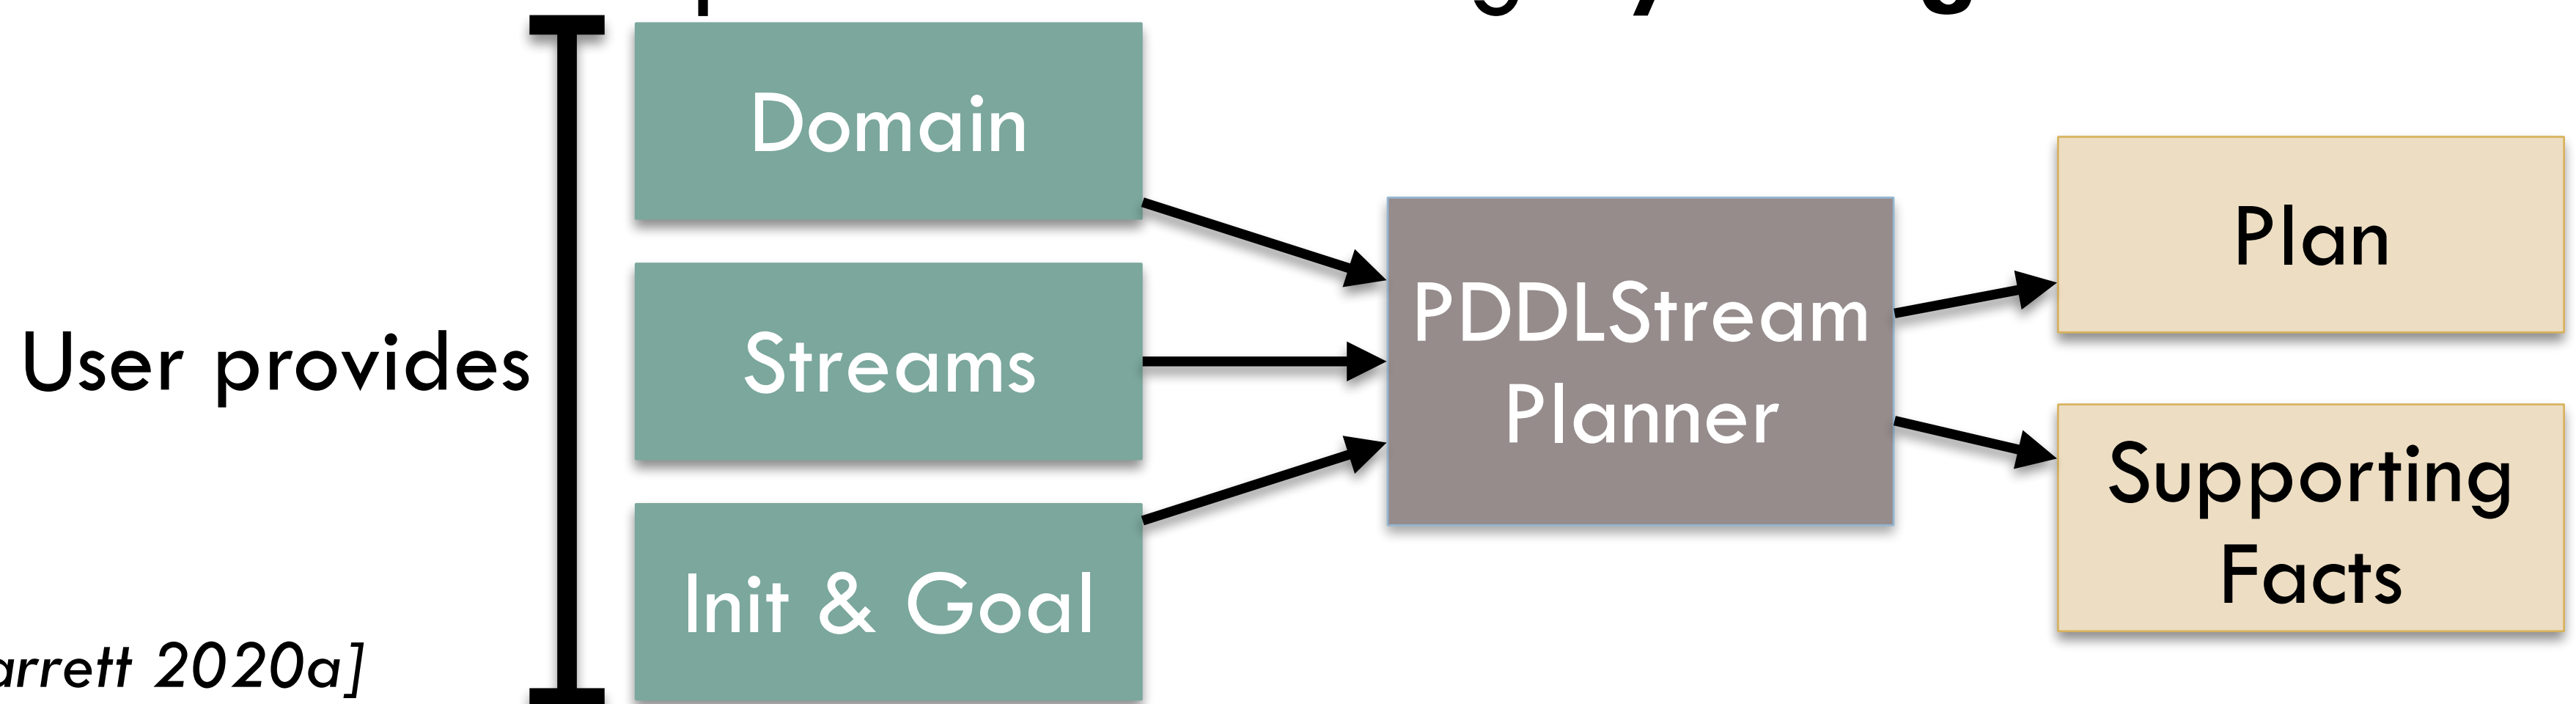 Domain
User provides
Streams
Init & Goal
PDDLStream
Planner
Plan
Supporting
Facts
arrett 2020a]